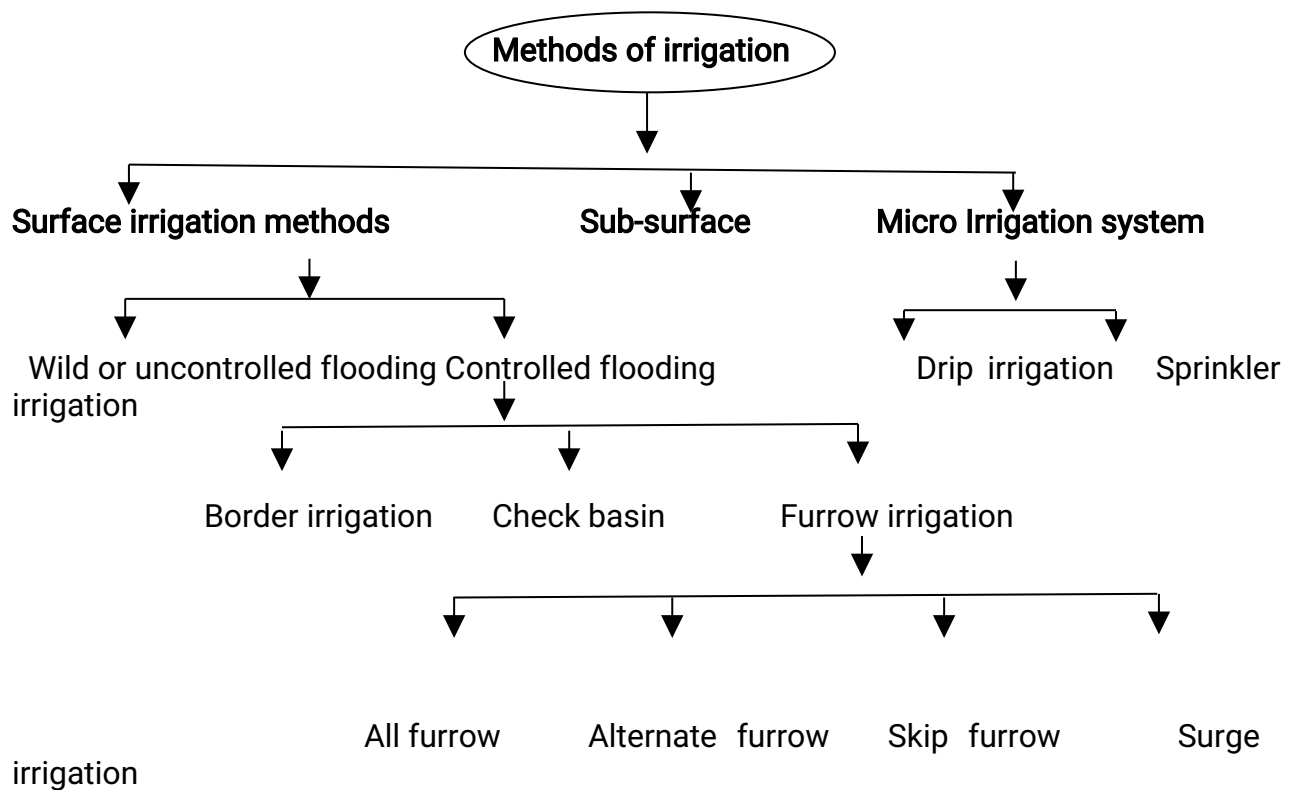 Methods of irrigation
Surface irrigation methods Sub-surface Micro Irrigation system
Wild or uncontrolled flooding Controlled flooding Drip irrigation Sprinkler
irrigation
Border irrigation Check basin Furrow irrigation
All furrow Alternate furrow Skip furrow Surge
irrigation